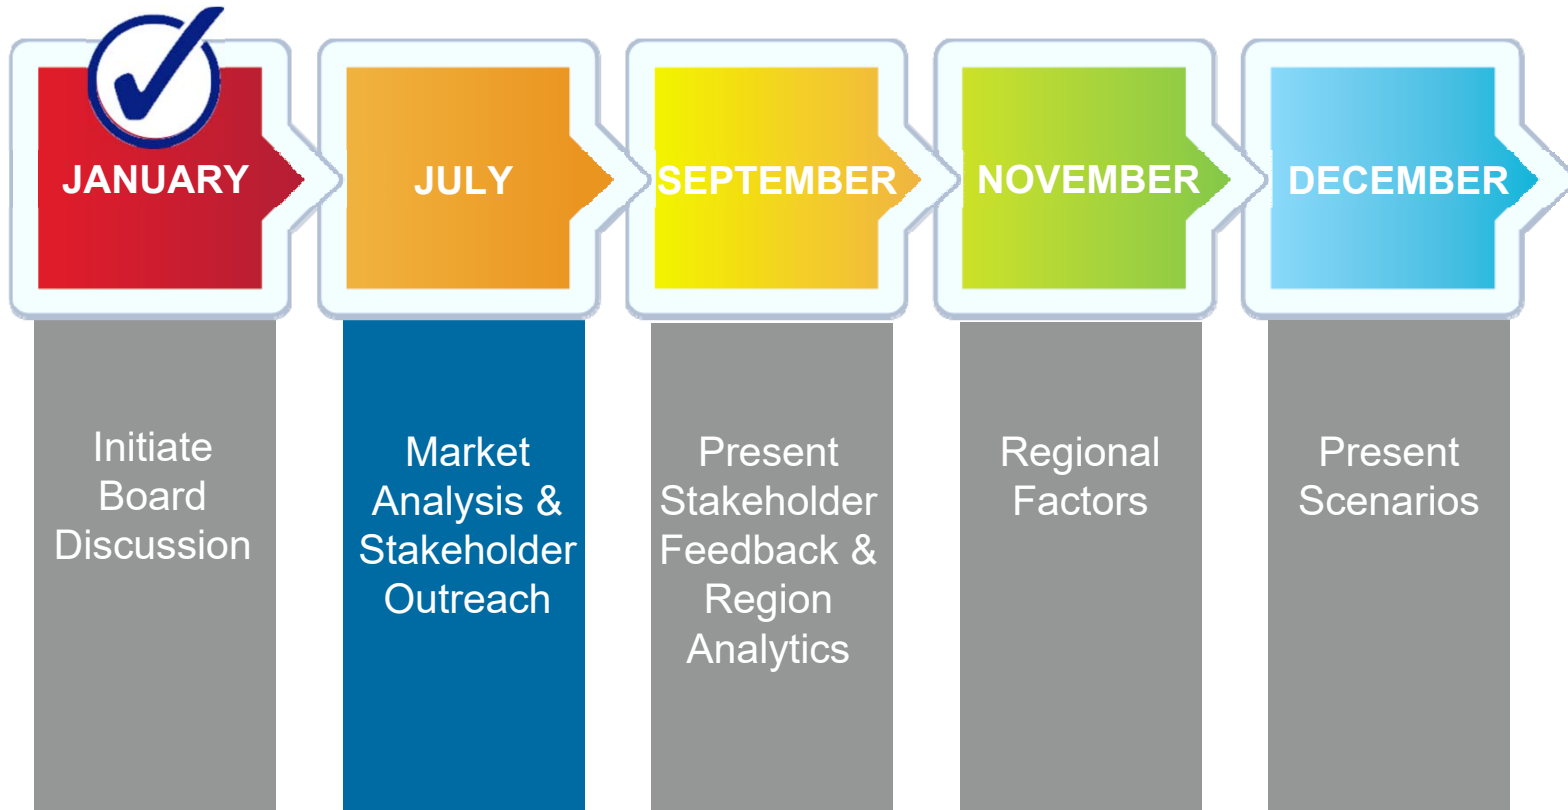 JANUARY
JULY
SEPTEMBER
NOVEMBER
DECEMBER
Initiate
Board
Discussion
Market
Analysis &
Stakeholder
Outreach
Present
Stakeholder
Feedback &
Region
Analytics
Regional
Factors
Present
Scenarios